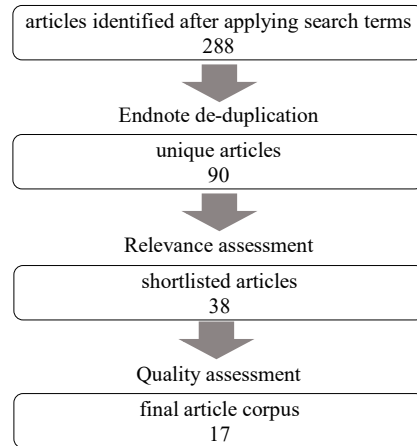 articles identified after applying search terms
288
Endnote de-duplication
unique articles
90
Relevance assessment
shortlisted articles
38
Quality assessment
final article corpus
17